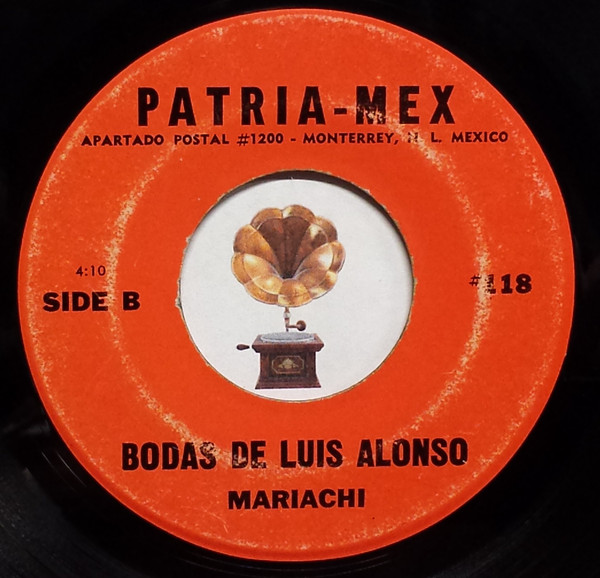 PATRIA-MEX
APARTADO POSTAL #1200 - MONTERREY, N L. MEXICO
4:10
SIDE B
#118
BODAS DE LUIS ALONSO
MARIACHI